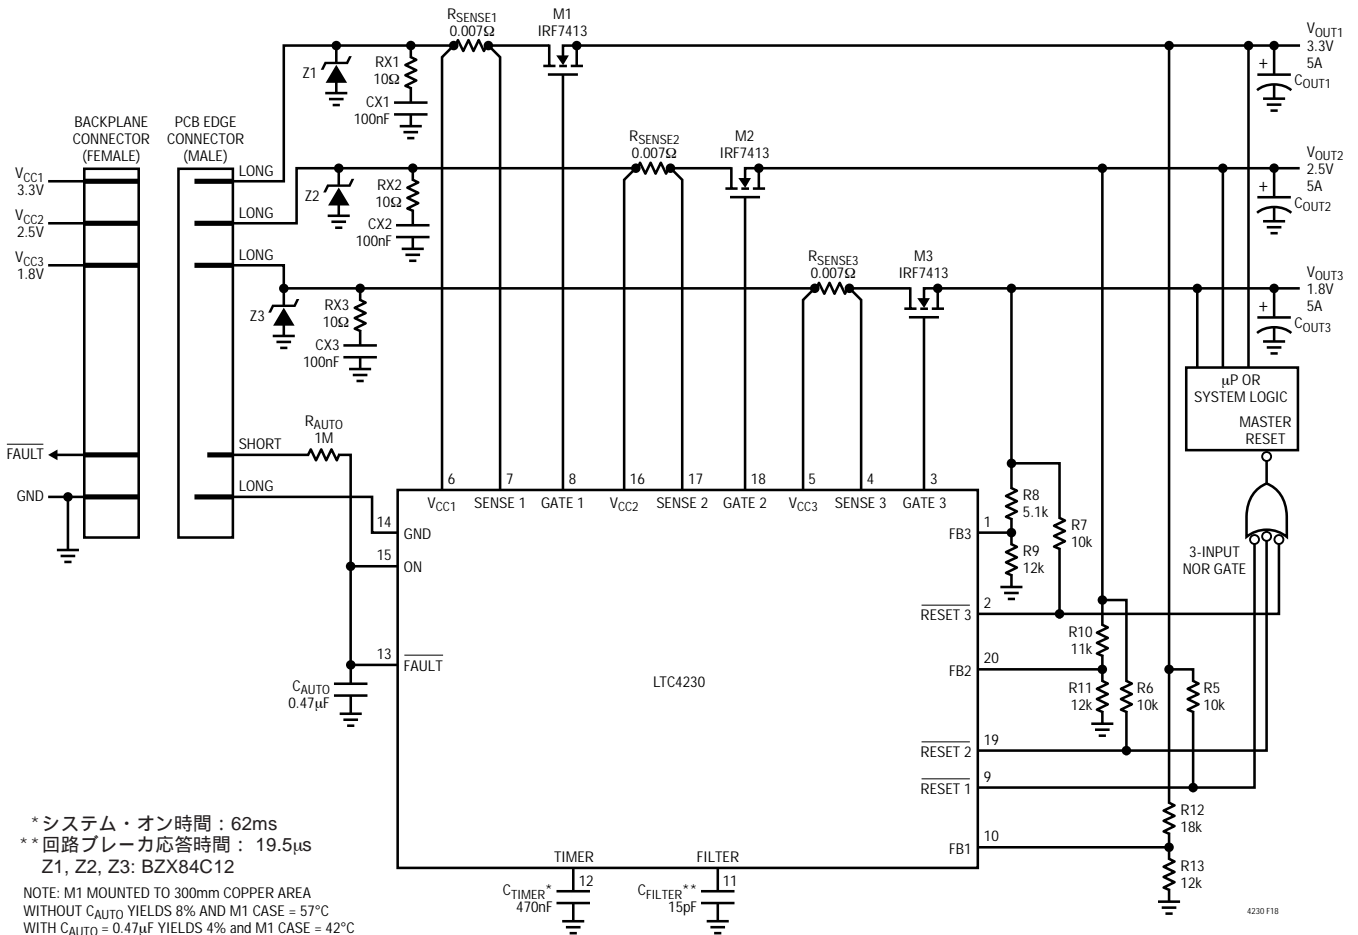 RSENSE1
0.007Ω
M1
IRF7413
VOUT1
3.3V
5A
COUT1
+
Z1
RX1
10Ω
CX1
100nF
BACKPLANE
CONNECTOR
(FEMALE)
PCB EDGE
CONNECTOR
(MALE)
RSENSE2
0.007Ω
M2
IRF7413
VOUT2
2.5V
5A
COUT2
+
VCC1
3.3V
LONG
Z2
RX2
10Ω
CX2
100nF
VCC2
2.5V
LONG
VCC3
1.8V
LONG
RSENSE3
0.007Ω
M3
IRF7413
VOUT3
1.8V
5A
COUT3
+
Z3
RX3
10Ω
CX3
100nF
µP OR
SYSTEM LOGIC
MASTER
RESET
RAUTO
1M
FAULT
SHORT
GND
LONG
6
7
8
16
17
18
5
4
3
VCC1
SENSE 1
GATE 1
VCC2
SENSE 2
GATE 2
VCC3
SENSE 3
GATE 3
14
GND
15
ON
13
FAULT
CAUTO
0.47µF
LTC4230
1
FB3
R8
5.1k
R9
12k
R7
10k
3-INPUT
NOR GATE
2
RESET 3
R10
11k
20
FB2
R11
12k
R6
10k
R5
10k
19
RESET 2
9
RESET 1
R12
18k
10
FB1
R13
12k
TIMER
FILTER
12
11
CTIMER*
470nF
CFILTER**
15pF
*システム・オン時間：62ms
**回路ブレーカ応答時間： 19.5µs
Z1, Z2, Z3: BZX84C12
NOTE: M1 MOUNTED TO 300mm COPPER AREA
WITHOUT CAUTO YIELDS 8% AND M1 CASE = 57°C
WITH CAUTO = 0.47µF YIELDS 4% and M1 CASE = 42°C
4230 F18